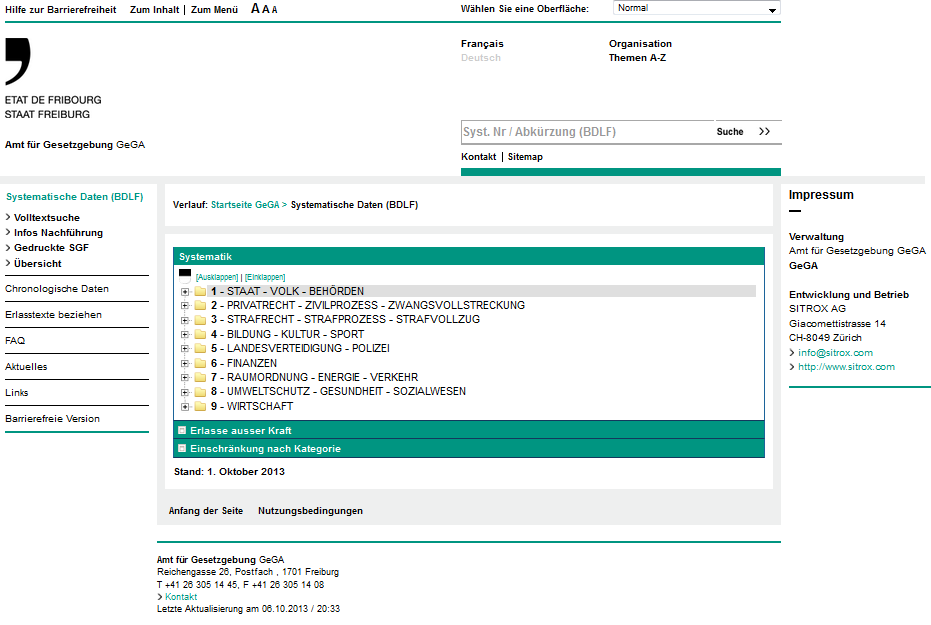 Hilfe zur Barrierefreiheit Zum Inhalt | Zum Menü A A A
Wählen Sie eine Oberfläche: Normal
Français Organisation
Deutsch Themen A-Z
ETAT DE FRIBOURG
STAAT FREIBURG
Amt für Gesetzgebung GeGA
Syst. Nr / Abkürzung (BDLF) Suche >>
Kontakt | Sitemap
Systematische Daten (BDLF)
> Volltextsuche
> Infos Nachführung
> Gedruckte SGF
> Übersicht
Chronologische Daten
Erlasstexte beziehen
FAQ
Aktuelles
Links
Barrierefreie Version
Verlauf: Startseite GeGA > Systematische Daten (BDLF)
Systematik
[Ausklappen] | [Einklappen]
1 - STAAT - VOLK - BEHÖRDEN
2 - PRIVATRECHT - ZIVILPROZESS - ZWANGSVOLLSTRECKUNG
3 - STRAFRECHT - STRAFPROZESS - STRAFVOLLZUG
4 - BILDUNG - KULTUR - SPORT
5 - LANDESVERTEIDIGUNG - POLIZEI
6 - FINANZEN
7 - RAUMORDNUNG - ENERGIE - VERKEHR
8 - UMWELTSCHUTZ - GESUNDHEIT - SOZIALWESEN
9 - WIRTSCHAFT
Erlasse ausser Kraft
Einschränkung nach Kategorie
Stand: 1. Oktober 2013
Anfang der Seite Nutzungsbedingungen
Impressum
Verwaltung
Amt für Gesetzgebung GeGA
GeGA
Entwicklung und Betrieb
SITROX AG
Giacomettistrasse 14
CH-8049 Zürich
> info@sitrox.com
> http://www.sitrox.com
Amt für Gesetzgebung GeGA
Reichengasse 26, Postfach , 1701 Freiburg
T +41 26 305 14 45, F +41 26 305 14 08
> Kontakt
Letzte Aktualisierung am 06.10.2013 / 20:33